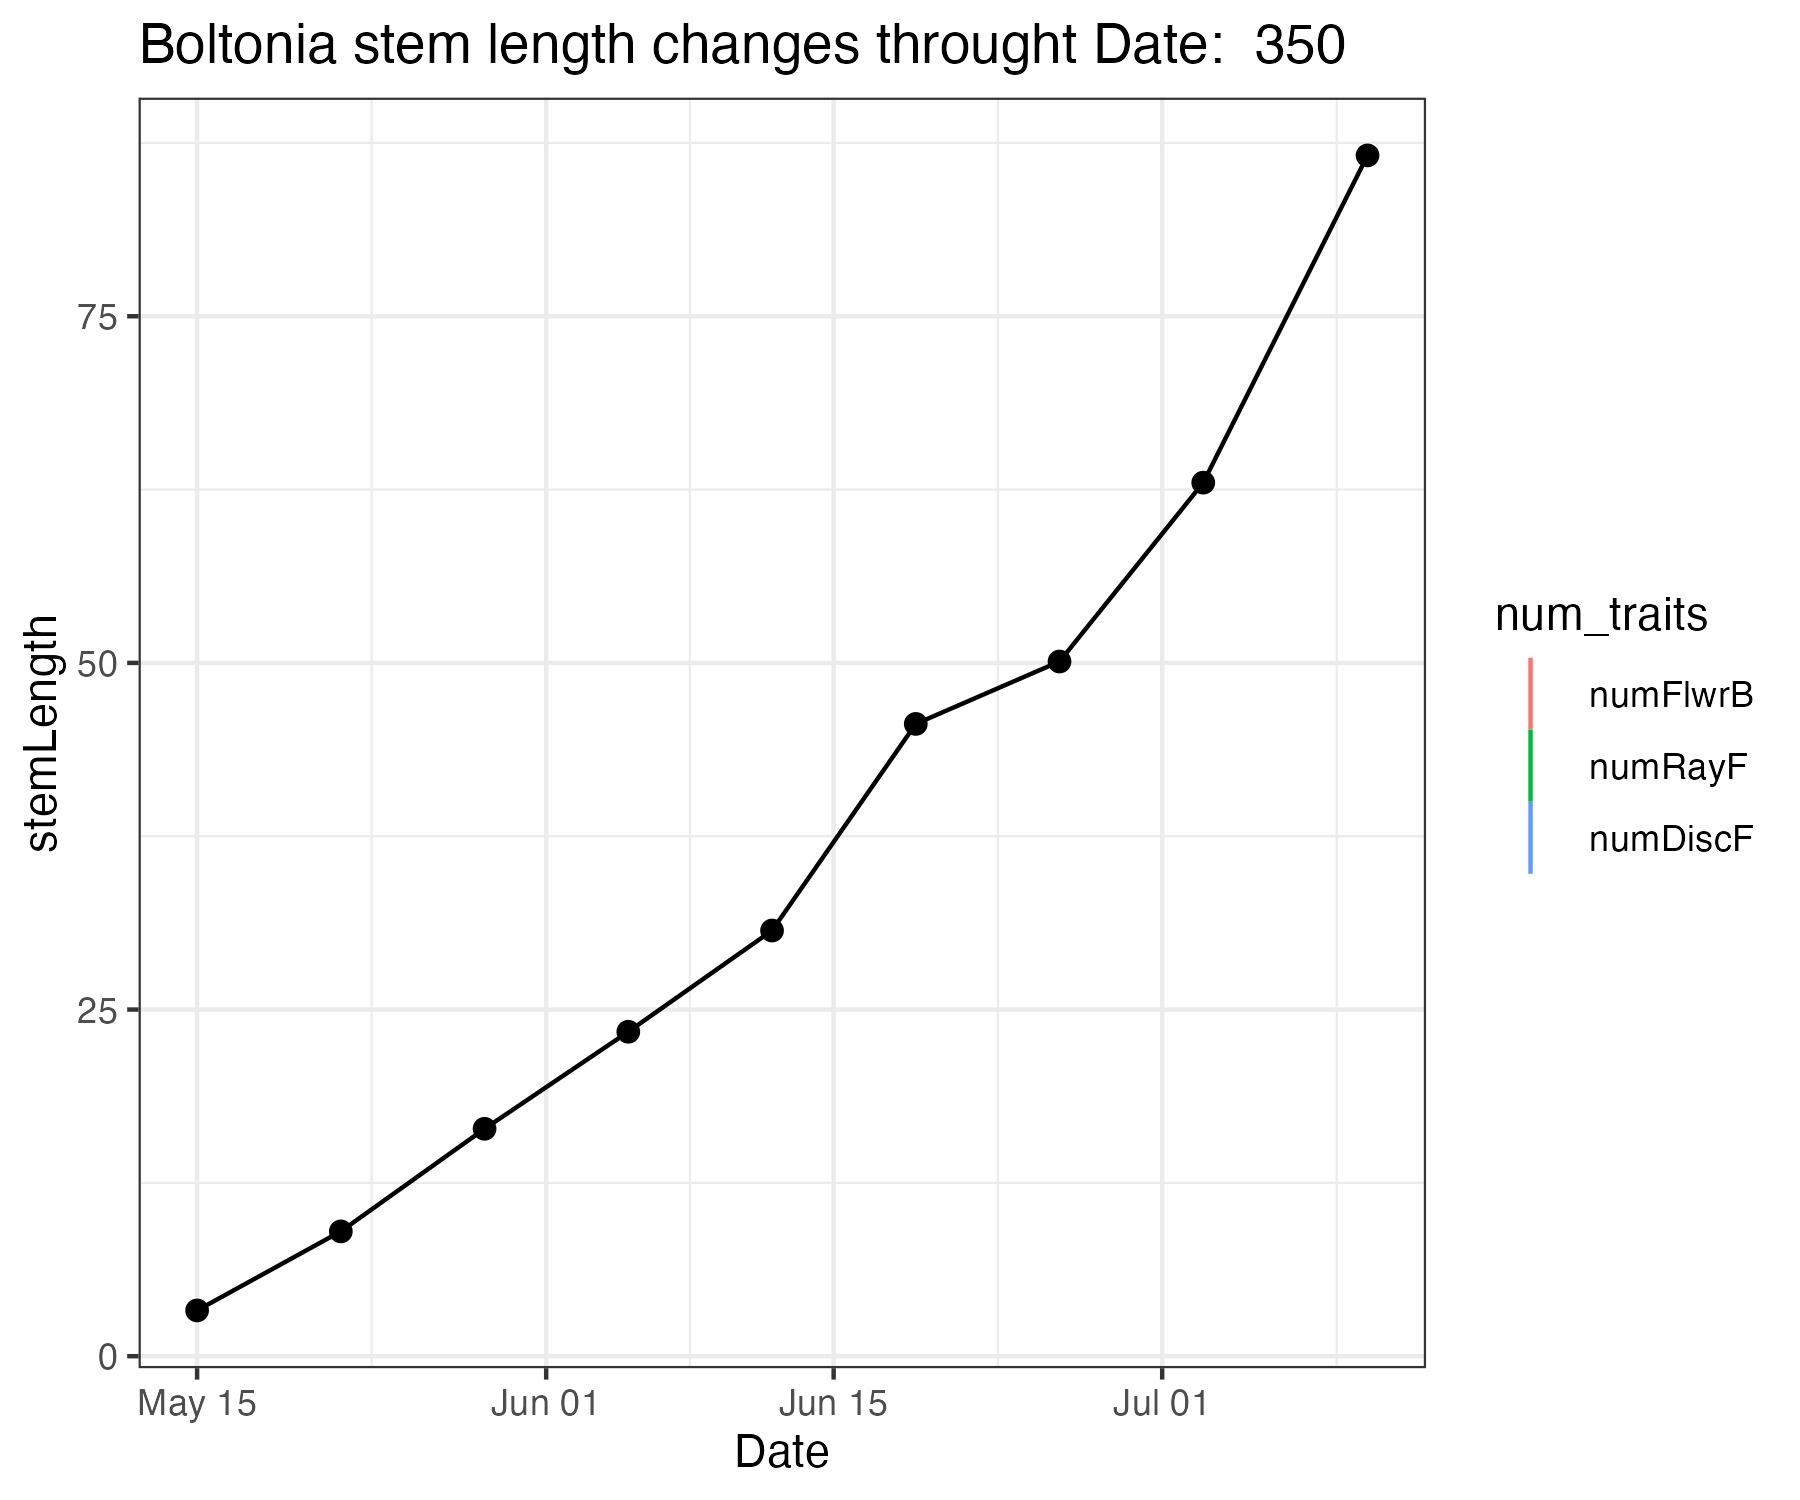 Boltonia stem length changes throught Date:  350
stemLength
75
50
25
0
May 15
Jun 01
Jun 15
Jul 01
Date
num_traits
numFlwrB
numRayF
numDiscF